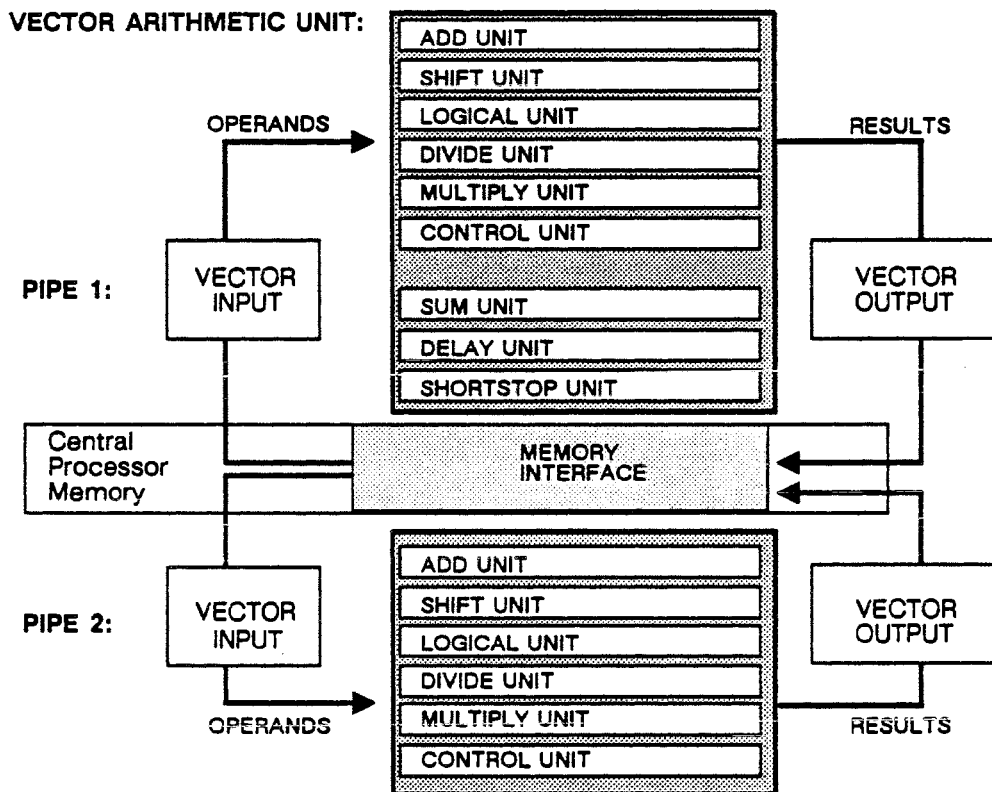 VECTOR ARITHMETIC UNIT:
ADD UNIT
SHIFT UNIT
LOGICAL UNIT
DIVIDE UNIT
MULTIPLY UNIT
CONTROL UNIT
SUM UNIT
DELAY UNIT
SHORTSTOP UNIT
OPERANDS
RESULTS
PIPE 1:
VECTOR
INPUT
VECTOR
OUTPUT
Central
Processor
Memory
MEMORY
INTERFACE
PIPE 2:
VECTOR
INPUT
ADD UNIT
SHIFT UNIT
LOGICAL UNIT
DIVIDE UNIT
MULTIPLY UNIT
CONTROL UNIT
VECTOR
OUTPUT
OPERANDS
RESULTS